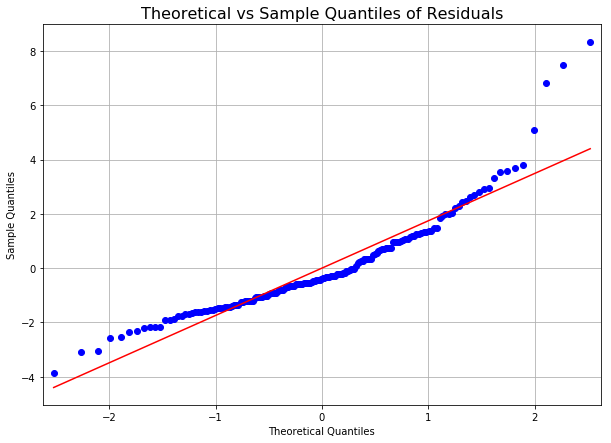 Theoretical vs Sample Quantiles of Residuals
8
6
4
2
0
−2
−4
Sample Quantiles
−2 −1 0 1 2
Theoretical Quantiles